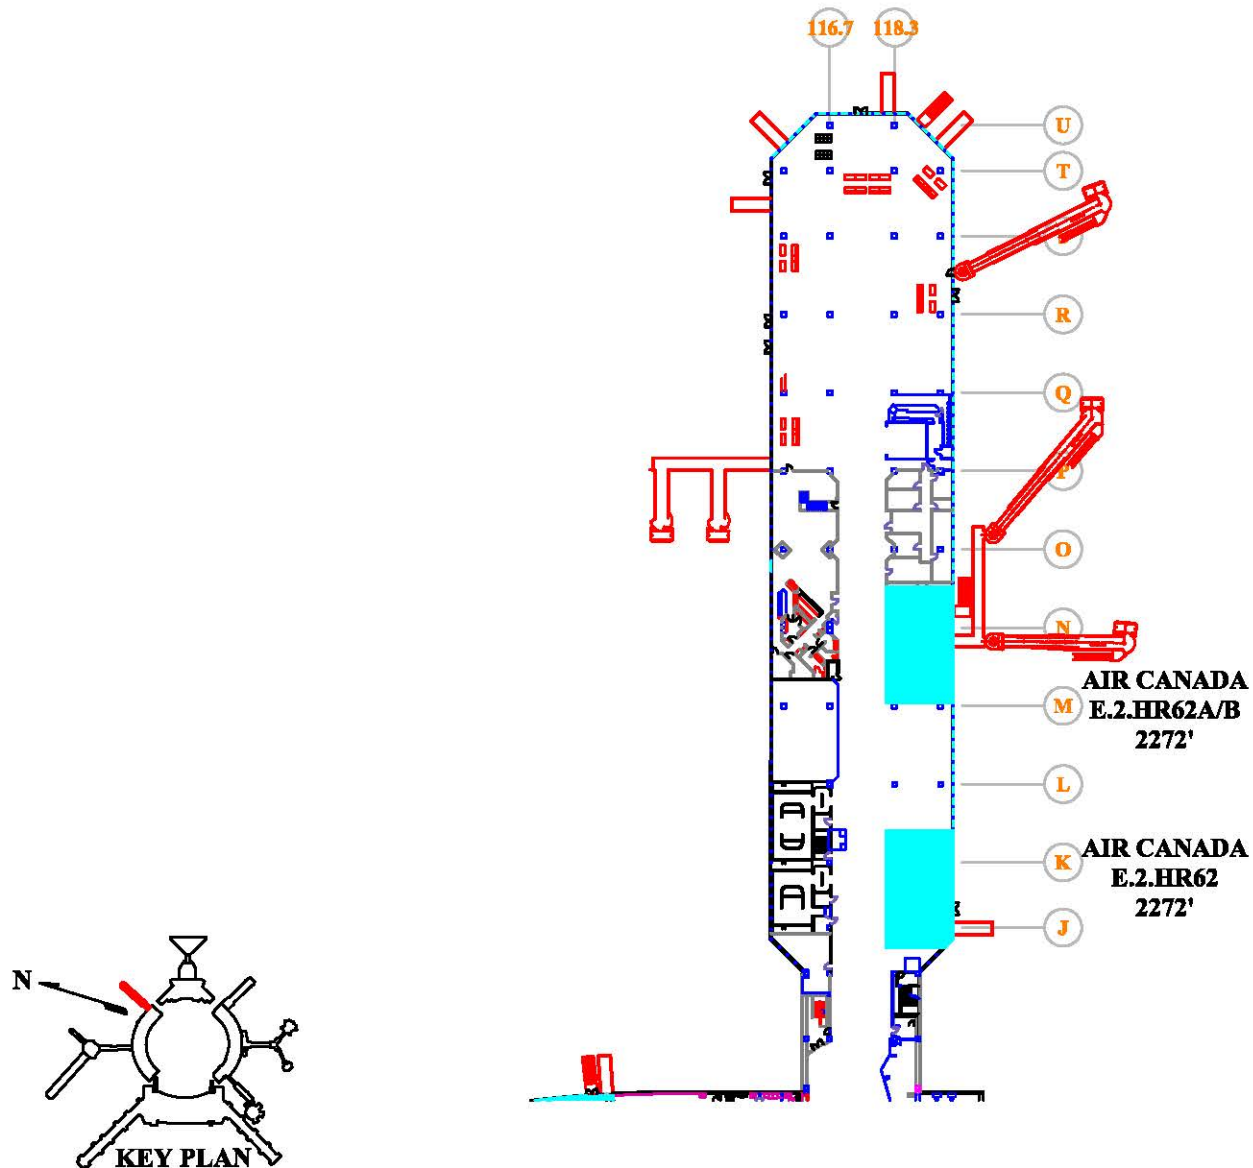 116.7 118.3
U
T
R
Q
P
O
N
AIR CANADA
M E.2.HR62A/B
2272'
L
AIR CANADA
K E.2.HR62
2272'
J
N
KEY PLAN